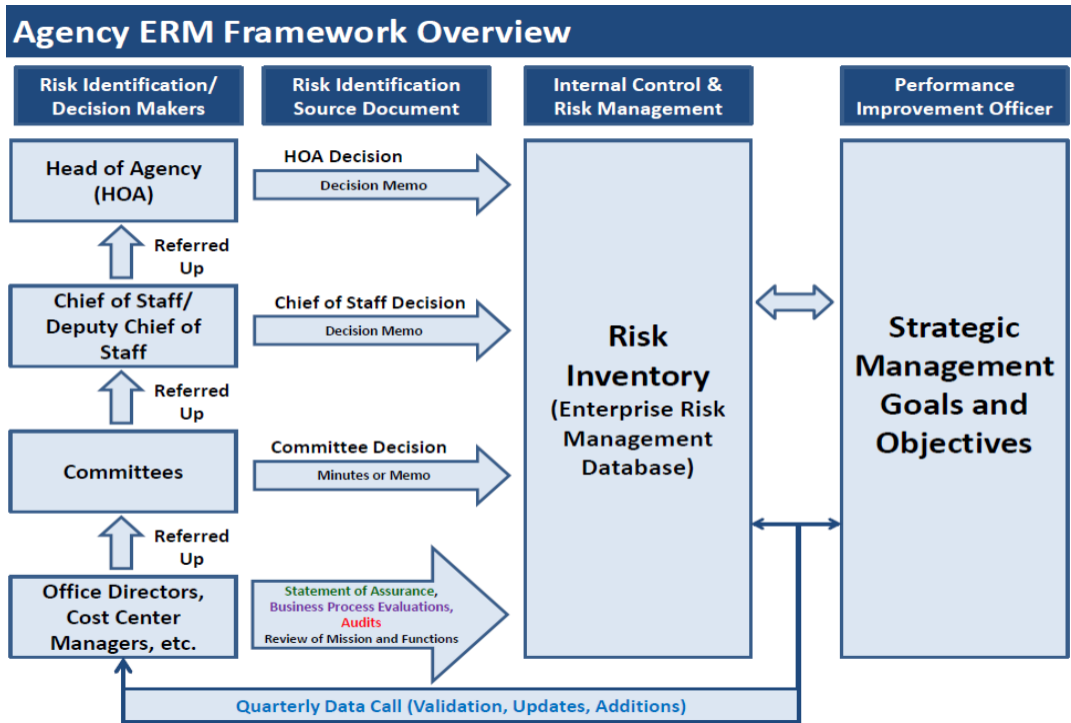 Agency ERM Framework Overview
Risk Identification/
Decision Makers
Risk Identification
Source Document
Internal Control &
Risk Management
Performance
Improvement Officer
Head of Agency
(HOA)
HOA Decision
Decision Memo
Referred
Up
Chief of Staff/
Deputy Chief of
Staff
Chief of Staff Decision
Decision Memo
Referred
Up
Committees
Committee Decision
Minutes or Memo
Referred
Up
Office Directors,
Cost Center
Managers, etc.
Statement of Assurance,
Business Process Evaluations,
Audits
Review of Mission and Functions
Risk
Inventory
(Enterprise Risk
Management
Database)
Strategic
Management
Goals and
Objectives
Quarterly Data Call (Validation, Updates, Additions)